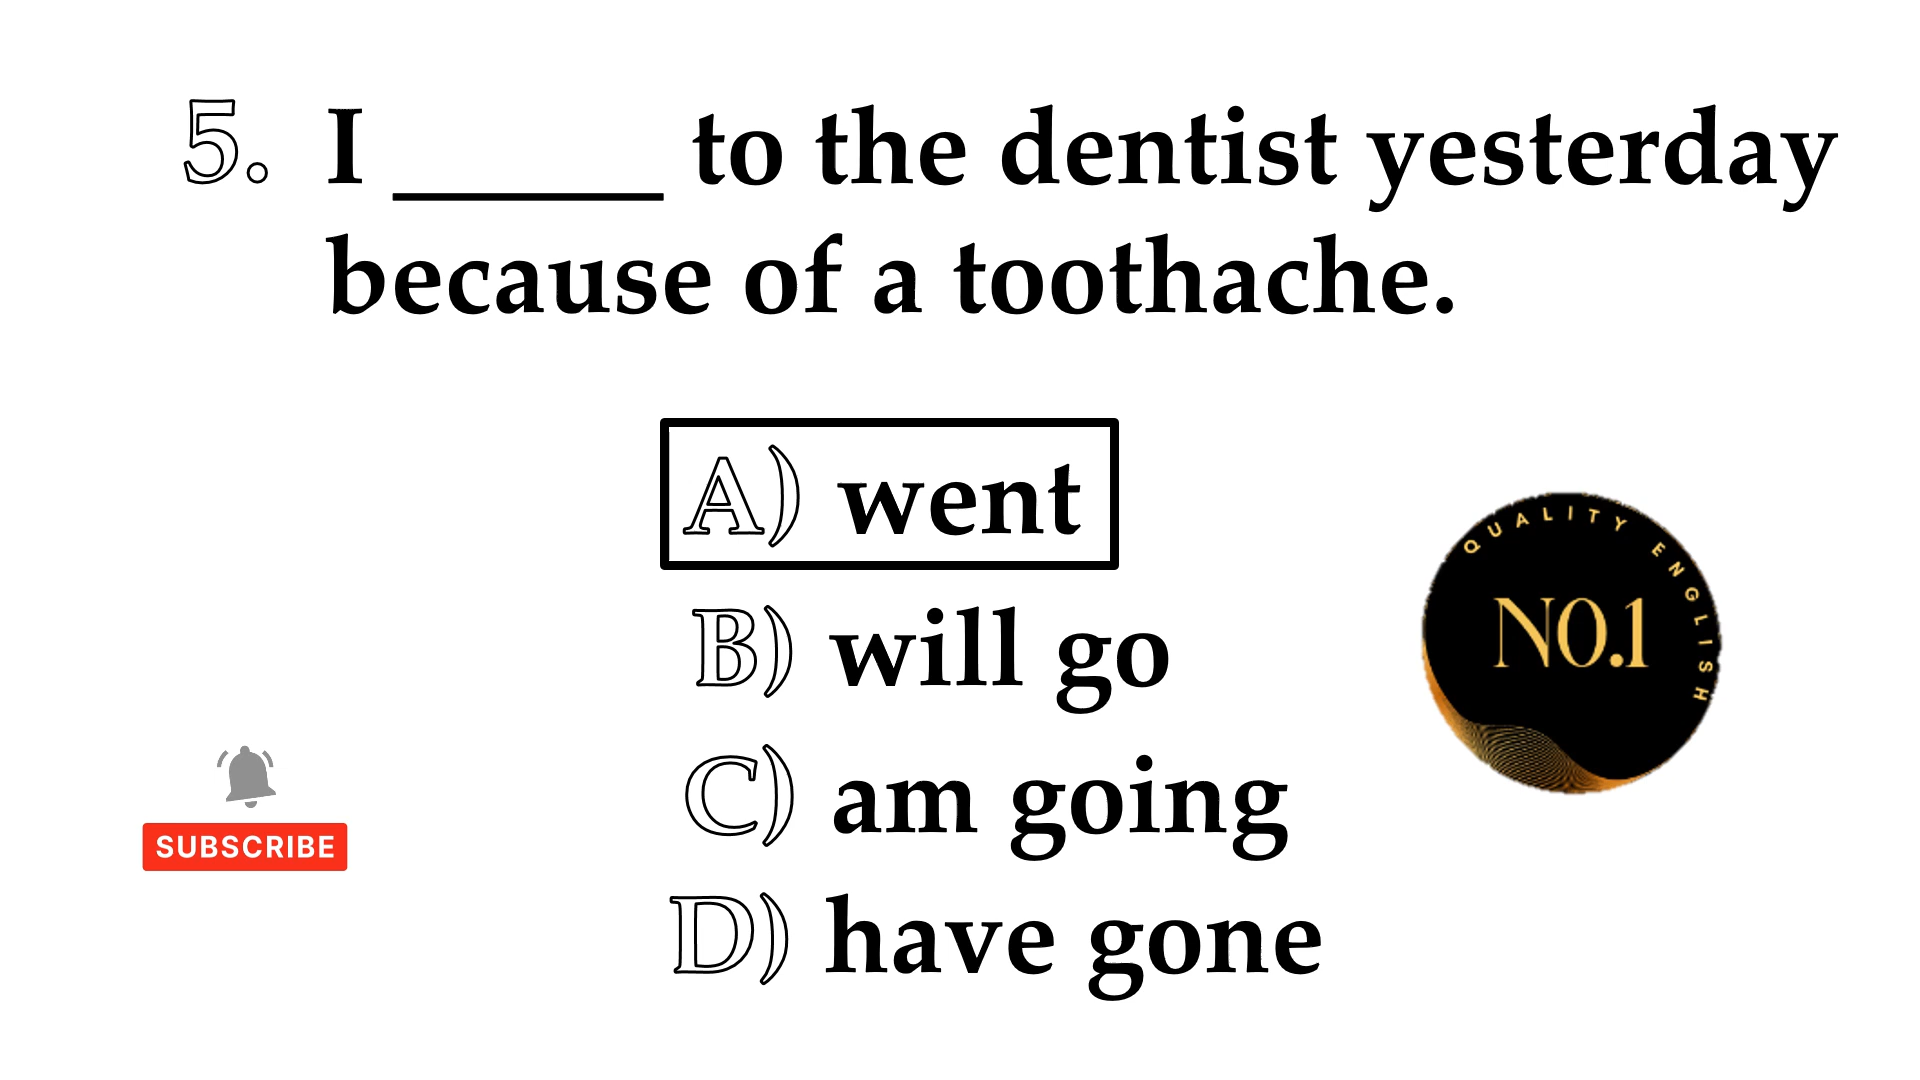 5. I _____ to the dentist yesterday
because of a toothache.
A) went
B) will go
C) am going
D) have gone
QUALITY ENGLISH
NO.1
SUBSCRIBE